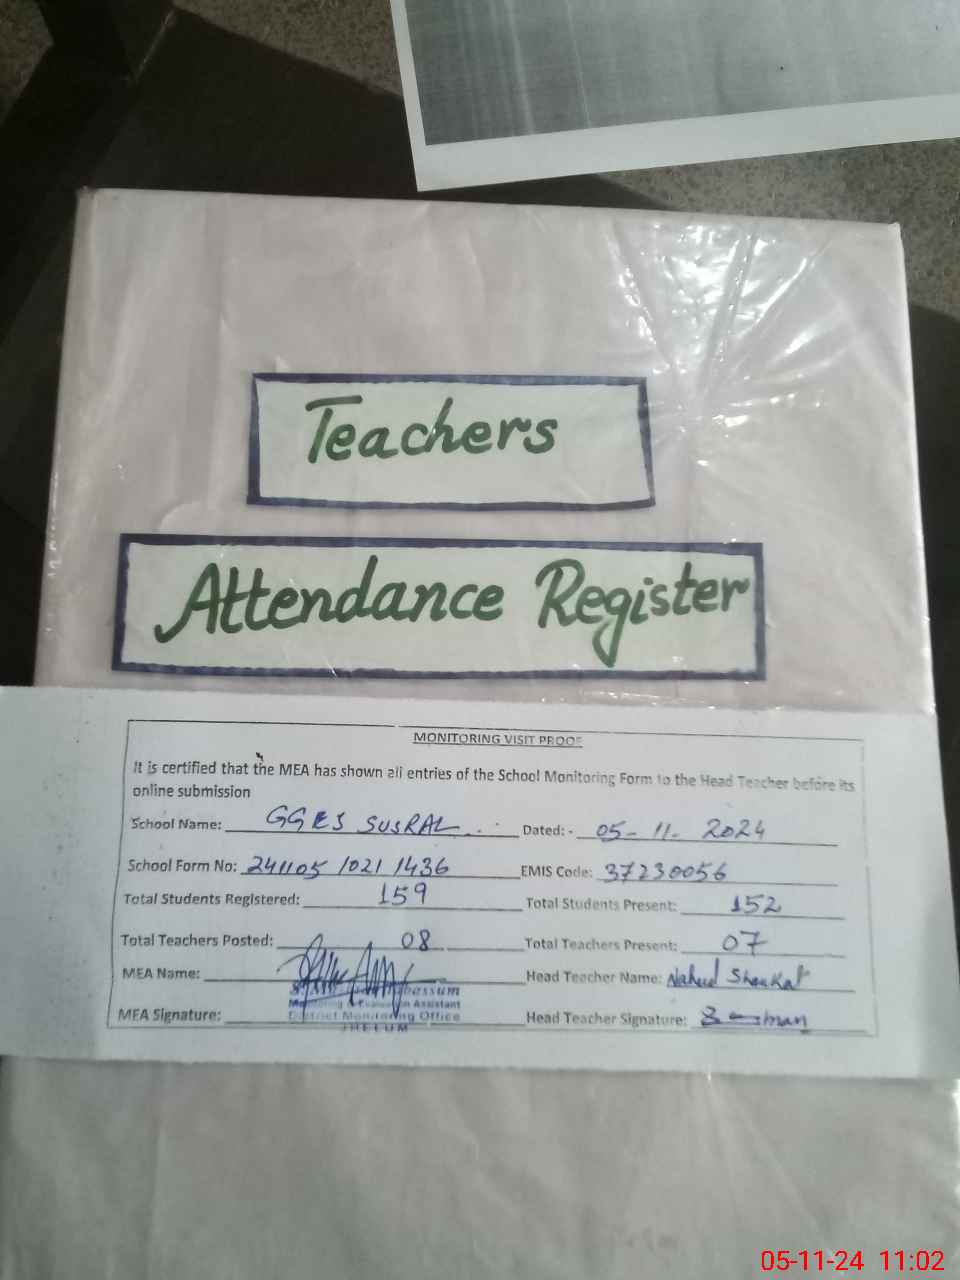 Teachers
Attendance Register
MONITORING VISIT PROOF
It is certified that the MEA has shown all entries of the School Monitoring Form to the Head Teacher before its
online submission
School Name: GGES SUSRAL Dated: - 05-11-2024
School Form No: 241105 1021 1436 EMIS Code: 37230056
Total Students Registered: 159 Total Students Present: 152
Total Teachers Posted: 08 Total Teachers Present: 07
MEA Name: Head Teacher Name: Nahed Shaukat
Monitoring & Evaluation Assistant
MEA Signature: District Monitoring Office Head Teacher Signature:
JHELUM
05-11-24 11:02